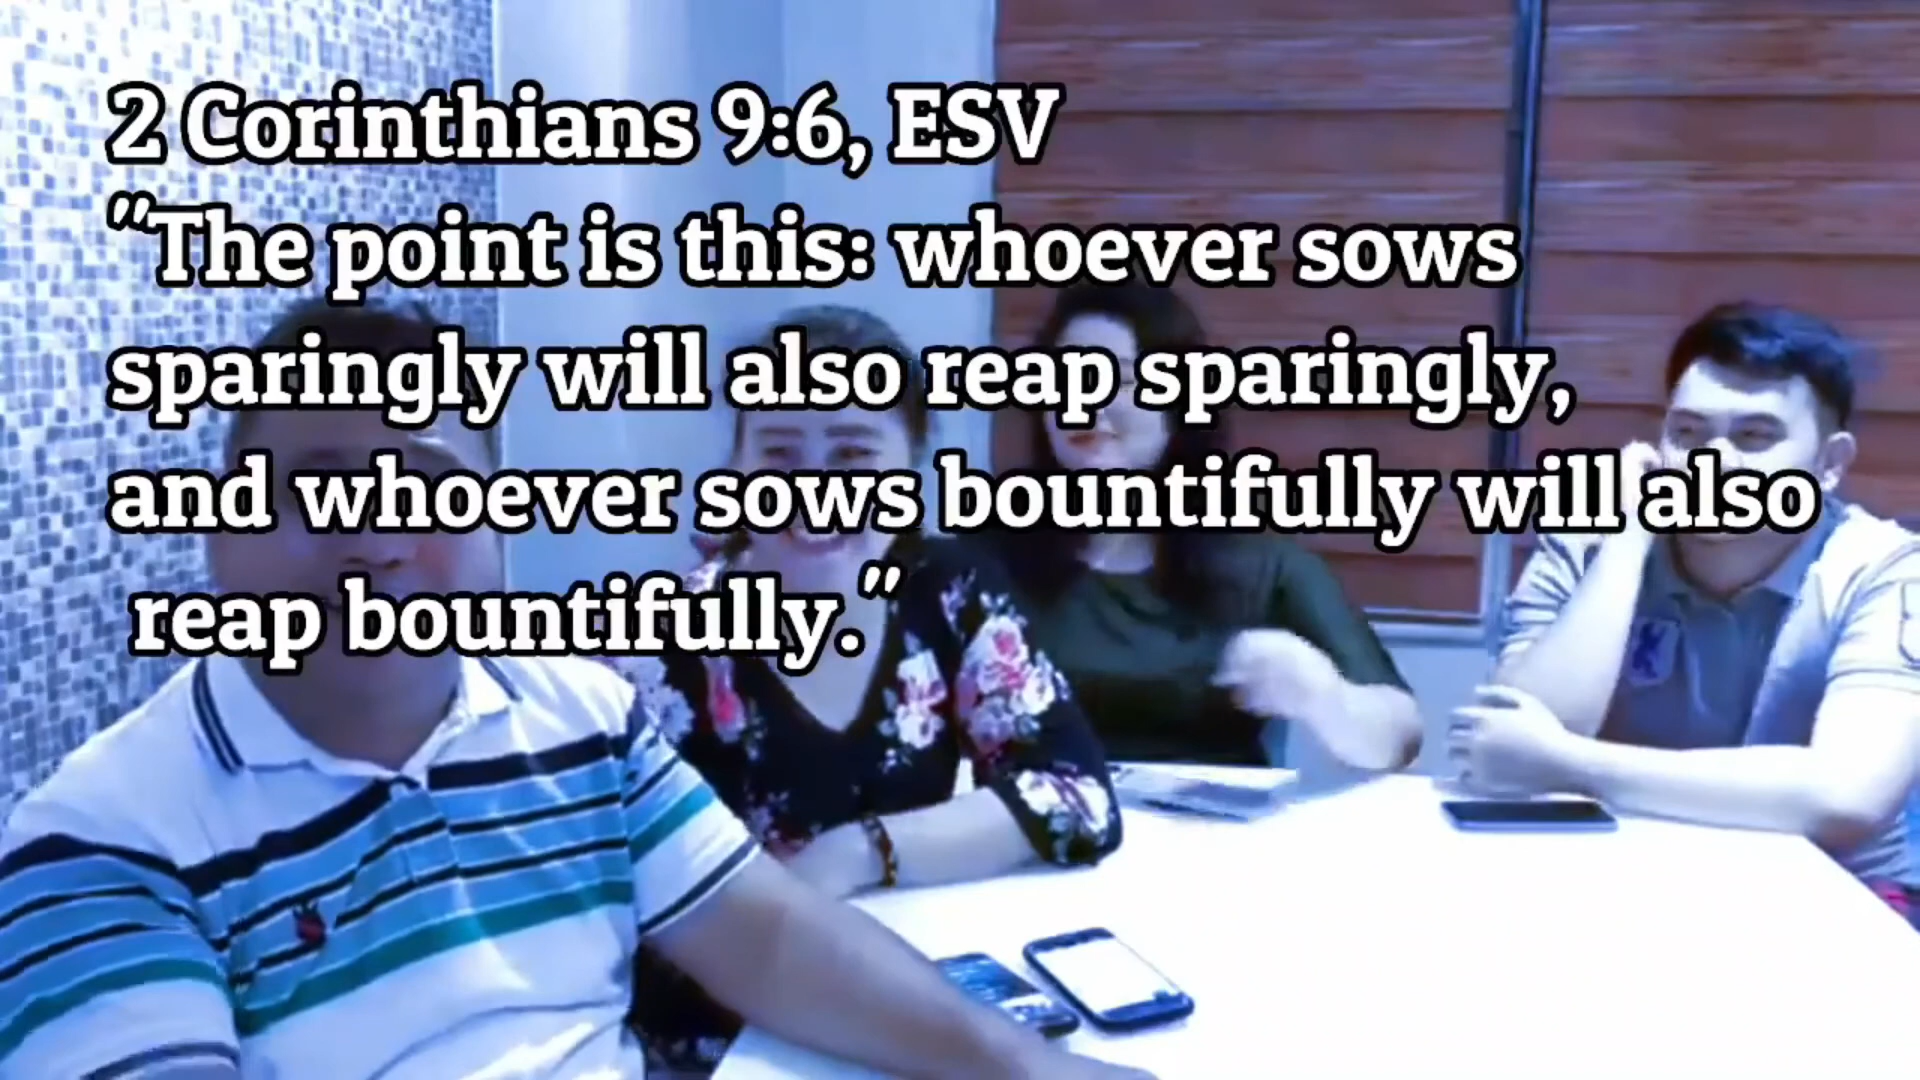 2 Corinthians 9:6, ESV
"The point is this: whoever sows
sparingly will also reap sparingly,
and whoever sows bountifully will also
reap bountifully."